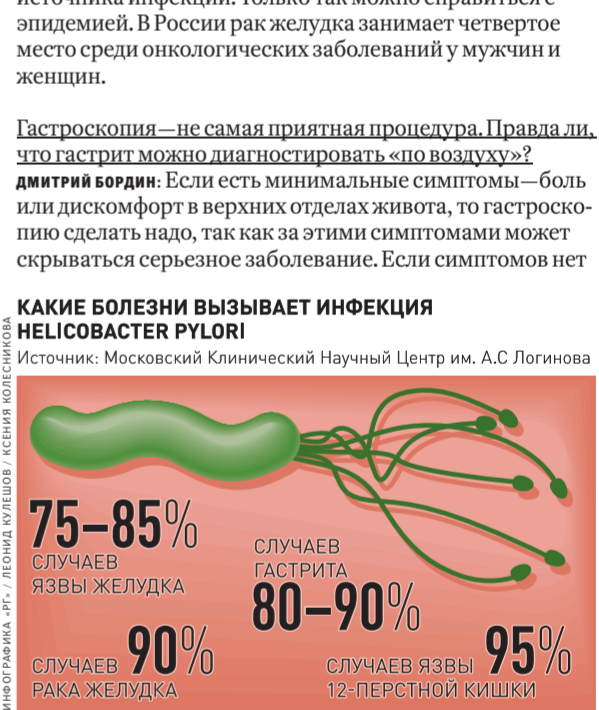 источника инфекции. Только так можно справиться с
эпидемией. В России рак желудка занимает четвертое
место среди онкологических заболеваний у мужчин и
женщин.
Гастроскопия—не самая приятная процедура. Правда ли,
что гастрит можно диагностировать «по воздуху»?
ДМИТРИЙ БОРДИН: Если есть минимальные симптомы—боль
или дискомфорт в верхних отделах живота, то гастроско-
пию сделать надо, так как за этими симптомами может
скрываться серьезное заболевание. Если симптомов нет
КАКИЕ БОЛЕЗНИ ВЫЗЫВАЕТ ИНФЕКЦИЯ
HELICOBACTER PYLORI
Источник: Московский Клинический Научный Центр им. А.С Логинова
ИНФОГРАФИКА «РГ» / ЛЕОНИД КУЛЕШОВ / КСЕНИЯ КОЛЕСНИКОВА
75–85%
СЛУЧАЕВ
ЯЗВЫ ЖЕЛУДКА
СЛУЧАЕВ
ГАСТРИТА
80–90%
СЛУЧАЕВ 90%
РАКА ЖЕЛУДКА
СЛУЧАЕВ ЯЗВЫ 95%
12-ПЕРСТНОЙ КИШКИ